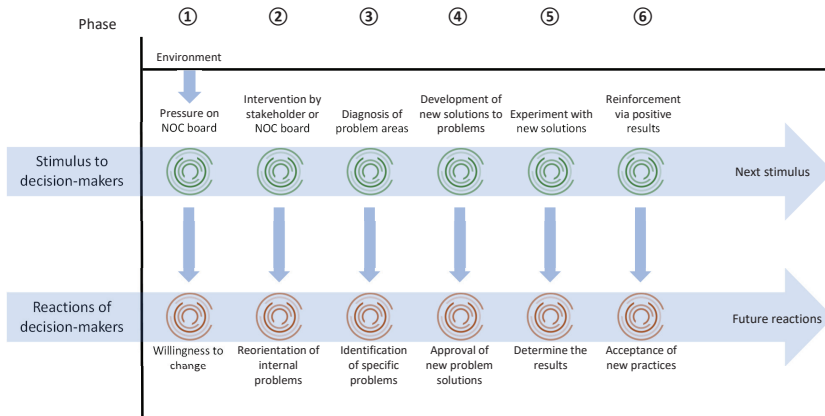 Phase
①
②
③
④
⑤
⑥
Environment
Pressure on
NOC board
Intervention by
stakeholder or
NOC board
Diagnosis of
problem areas
Development of
new solutions to
problems
Experiment with
new solutions
Reinforcement
via positive
results
Stimulus to
decision-makers
Next stimulus
Reactions of
decision-makers
Future reactions
Willingness to
change
Reorientation of
internal
problems
Identification
of specific
problems
Approval of
new problem
solutions
Determine the
results
Acceptance of
new practices